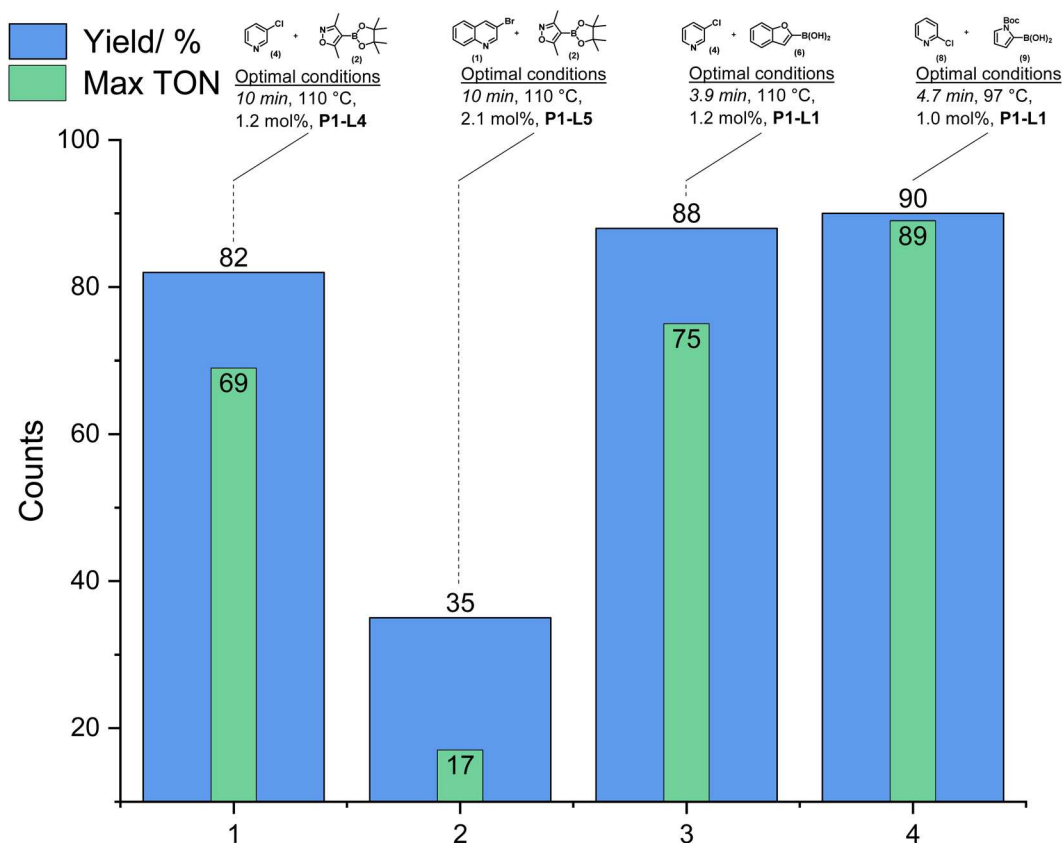 Yield/ %
Max TON
Cl
N
(4)
+
N
O
B
O
O
(2)
Optimal conditions
10 min, 110 °C,
1.2 mol%, P1-L4
Br
N
(1)
+
N
O
B
O
O
(2)
Optimal conditions
10 min, 110 °C,
2.1 mol%, P1-L5
Cl
N
(4)
+
O
B(OH)₂
(6)
Optimal conditions
3.9 min, 110 °C,
1.2 mol%, P1-L1
N
Cl
(8)
+
Boc
N
B(OH)₂
(9)
Optimal conditions
4.7 min, 97 °C,
1.0 mol%, P1-L1
Counts
100
80
60
40
20
82
69
35
17
88
75
90
89
1
2
3
4